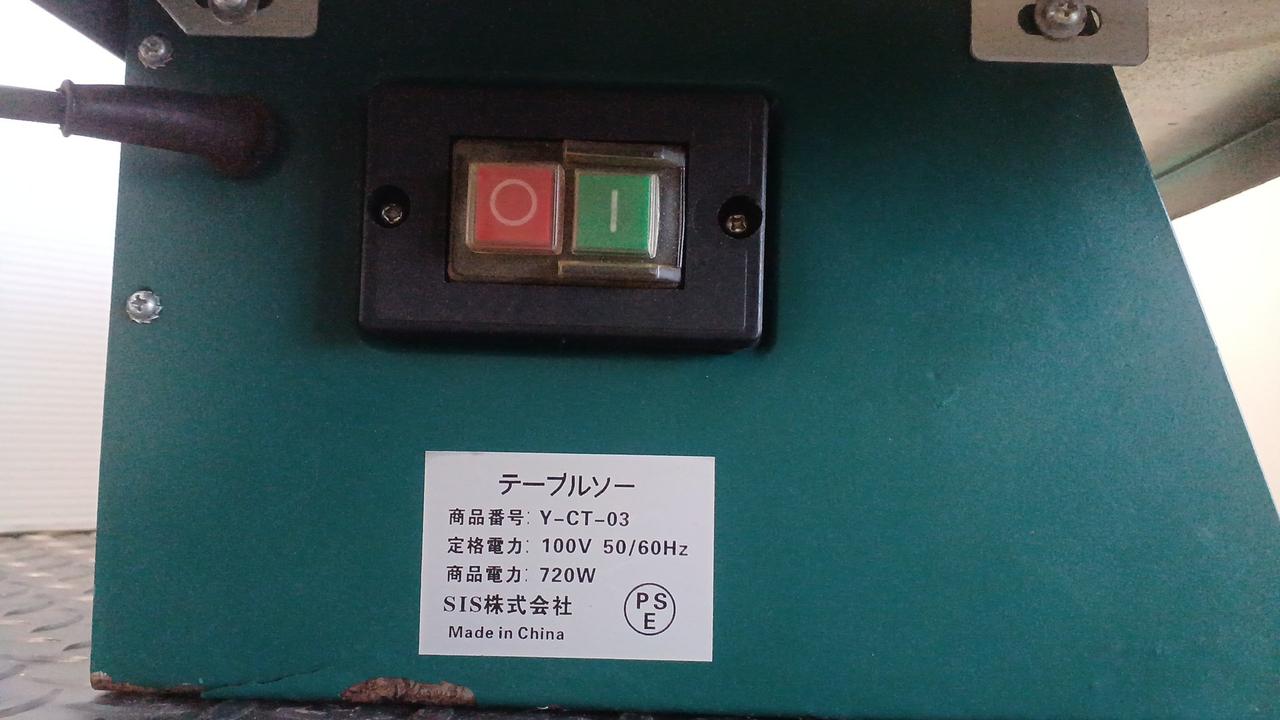 テーブルソー
商品番号: Y-CT-03
定格電力: 100V 50/60Hz
商品電力: 720W
SIS株式会社
PSE
Made in China